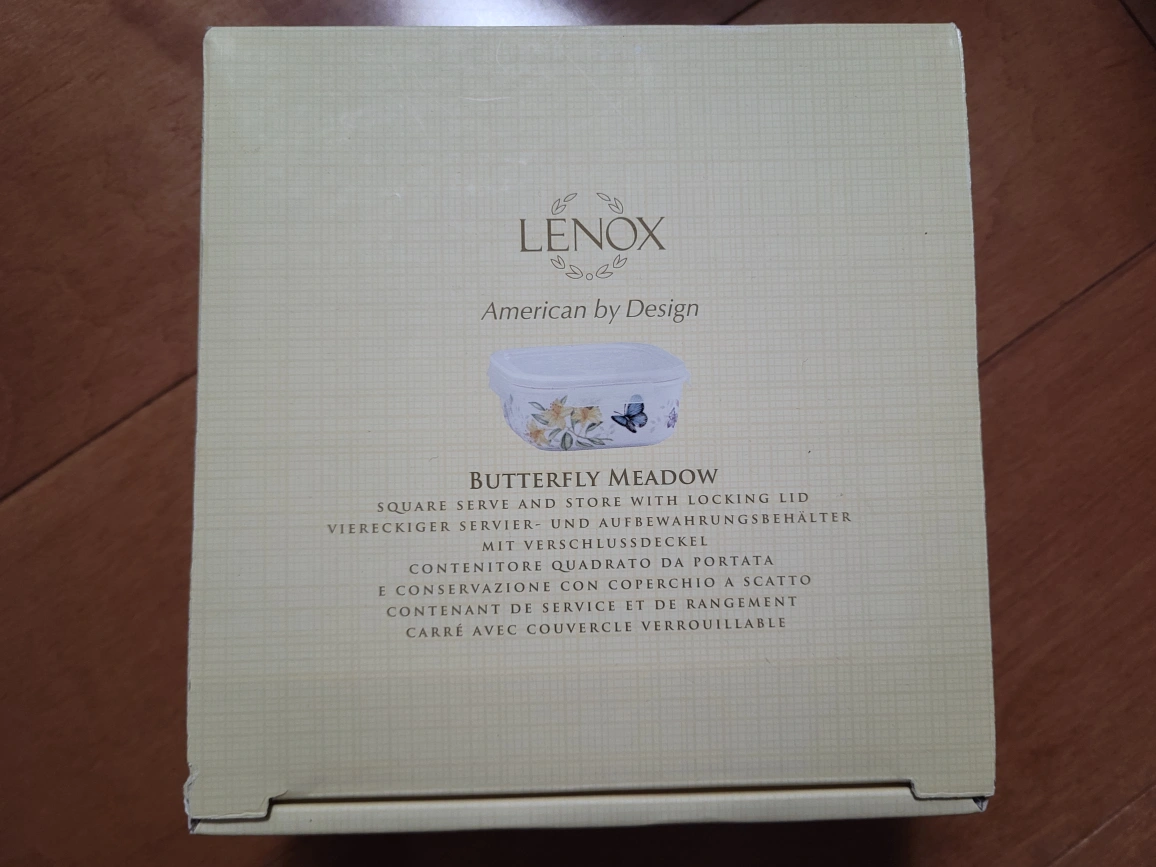 LENOX
American by Design
BUTTERFLY MEADOW
SQUARE SERVE AND STORE WITH LOCKING LID
VIERECKIGER SERVIER- UND AUFBEWAHRUNGSBEHÄLTER
MIT VERSCHLUSSDECKEL
CONTENITORE QUADRATO DA PORTATA
E CONSERVAZIONE CON COPERCHIO A SCATTO
CONTENANT DE SERVICE ET DE RANGEMENT
CARRÉ AVEC COUVERCLE VERROUILLABLE